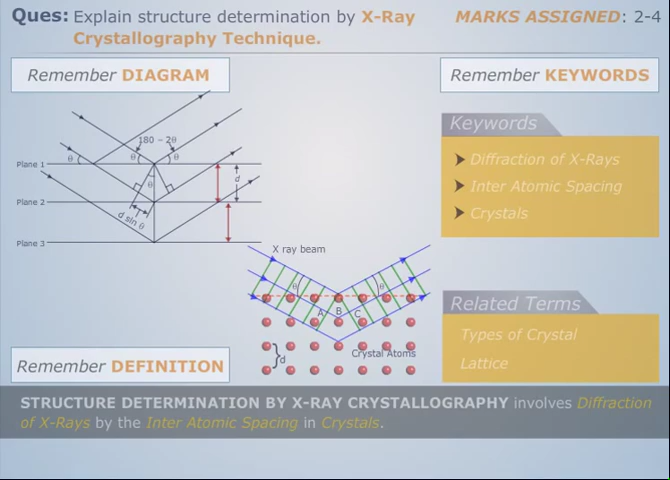 Ques: Explain structure determination by X-Ray
Crystallography Technique.
MARKS ASSIGNED: 2-4
Remember DIAGRAM
Remember KEYWORDS
180 – 2θ
Plane 1
θ
θ
θ
θ
d
Plane 2
d sin θ
Plane 3
Keywords
Diffraction of X-Rays
Inter Atomic Spacing
Crystals
X ray beam
θ
θ
A
B
C
d
Crystal Atoms
Related Terms
Types of Crystal
Lattice
Remember DEFINITION
STRUCTURE DETERMINATION BY X-RAY CRYSTALLOGRAPHY involves Diffraction
of X-Rays by the Inter Atomic Spacing in Crystals.